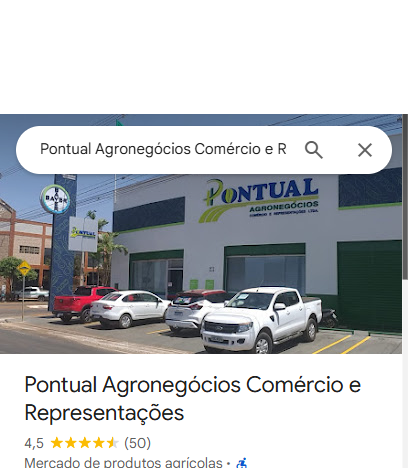 Pontual Agronegócios Comércio e R
BAYER
PONTUAL
AGRONEGÓCIOS
COMÉRCIO E REPRESENTAÇÕES LTDA.
PONTUAL
Pontual Agronegócios Comércio e
Representações
4,5 (50)
Mercado de produtos agrícolas ·